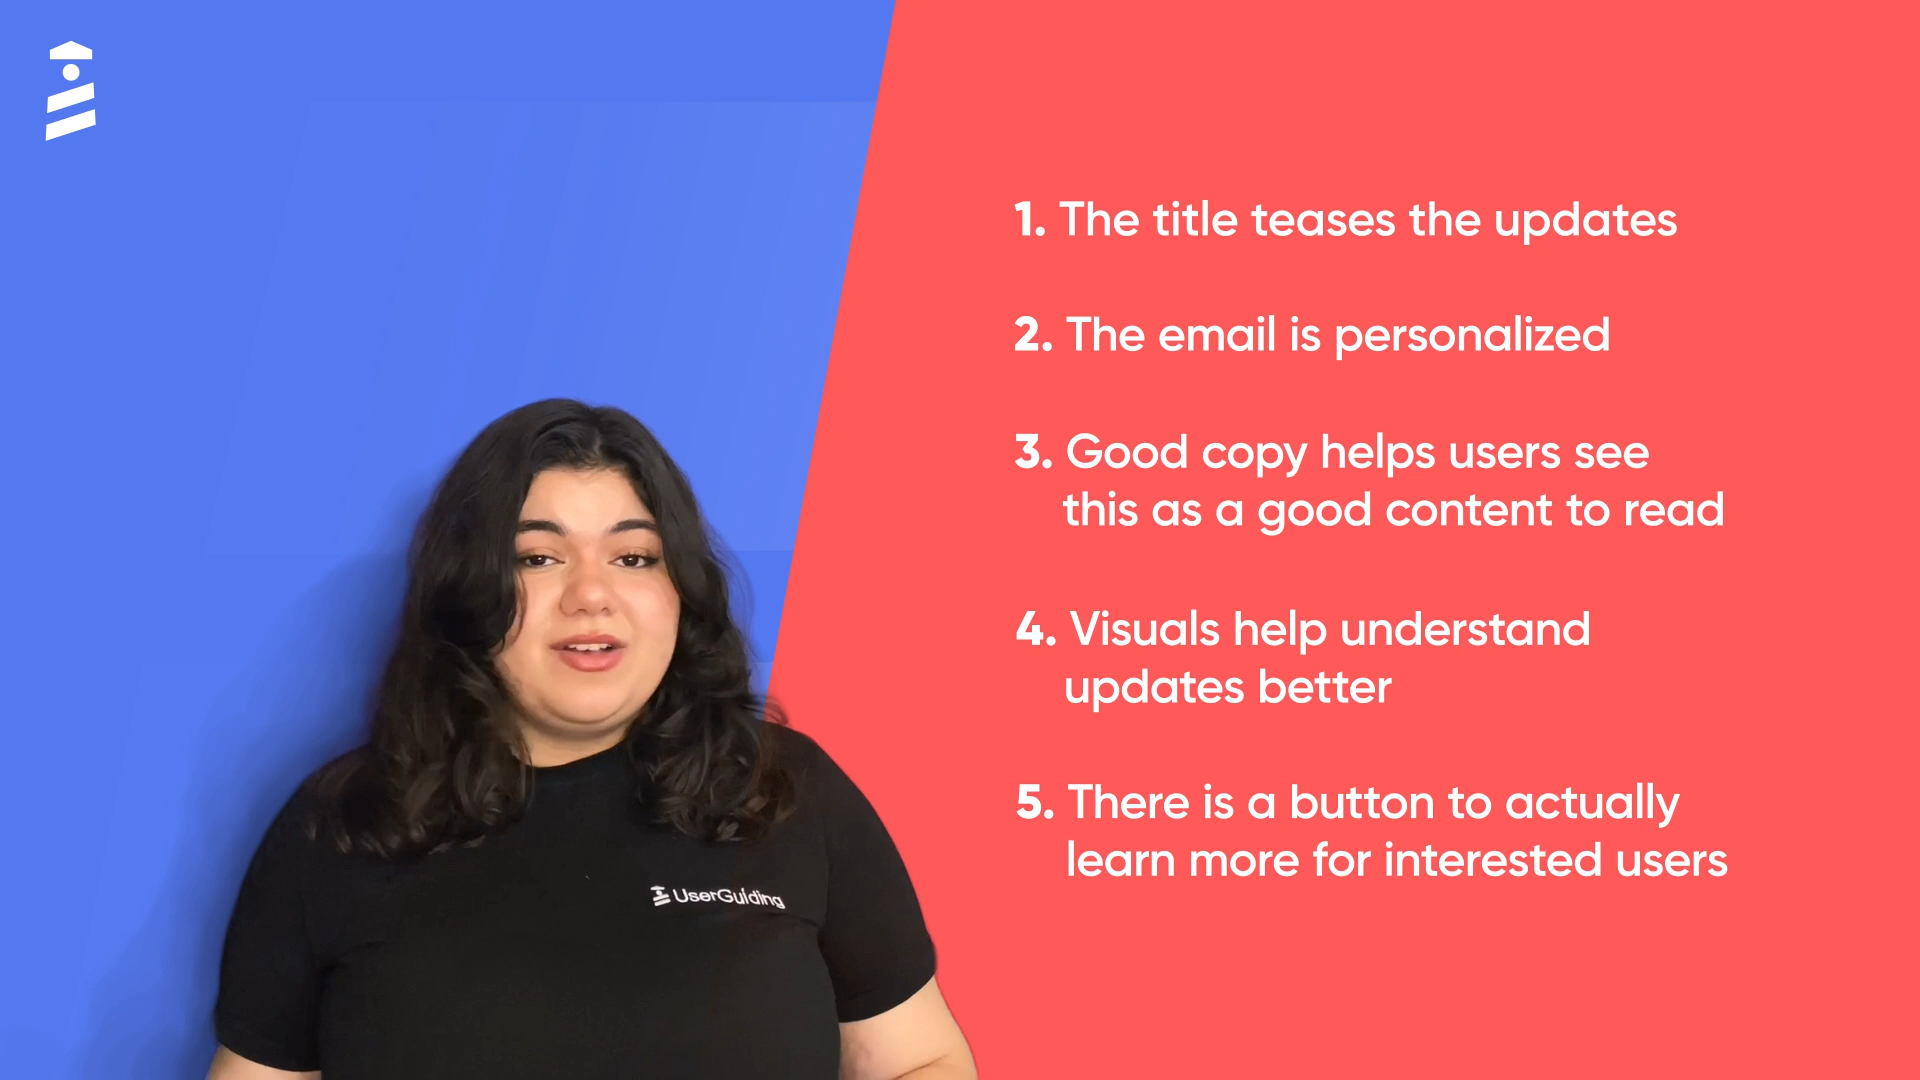 1. The title teases the updates
2. The email is personalized
3. Good copy helps users see
this as a good content to read
4. Visuals help understand
updates better
5. There is a button to actually
learn more for interested users
UserGuiding